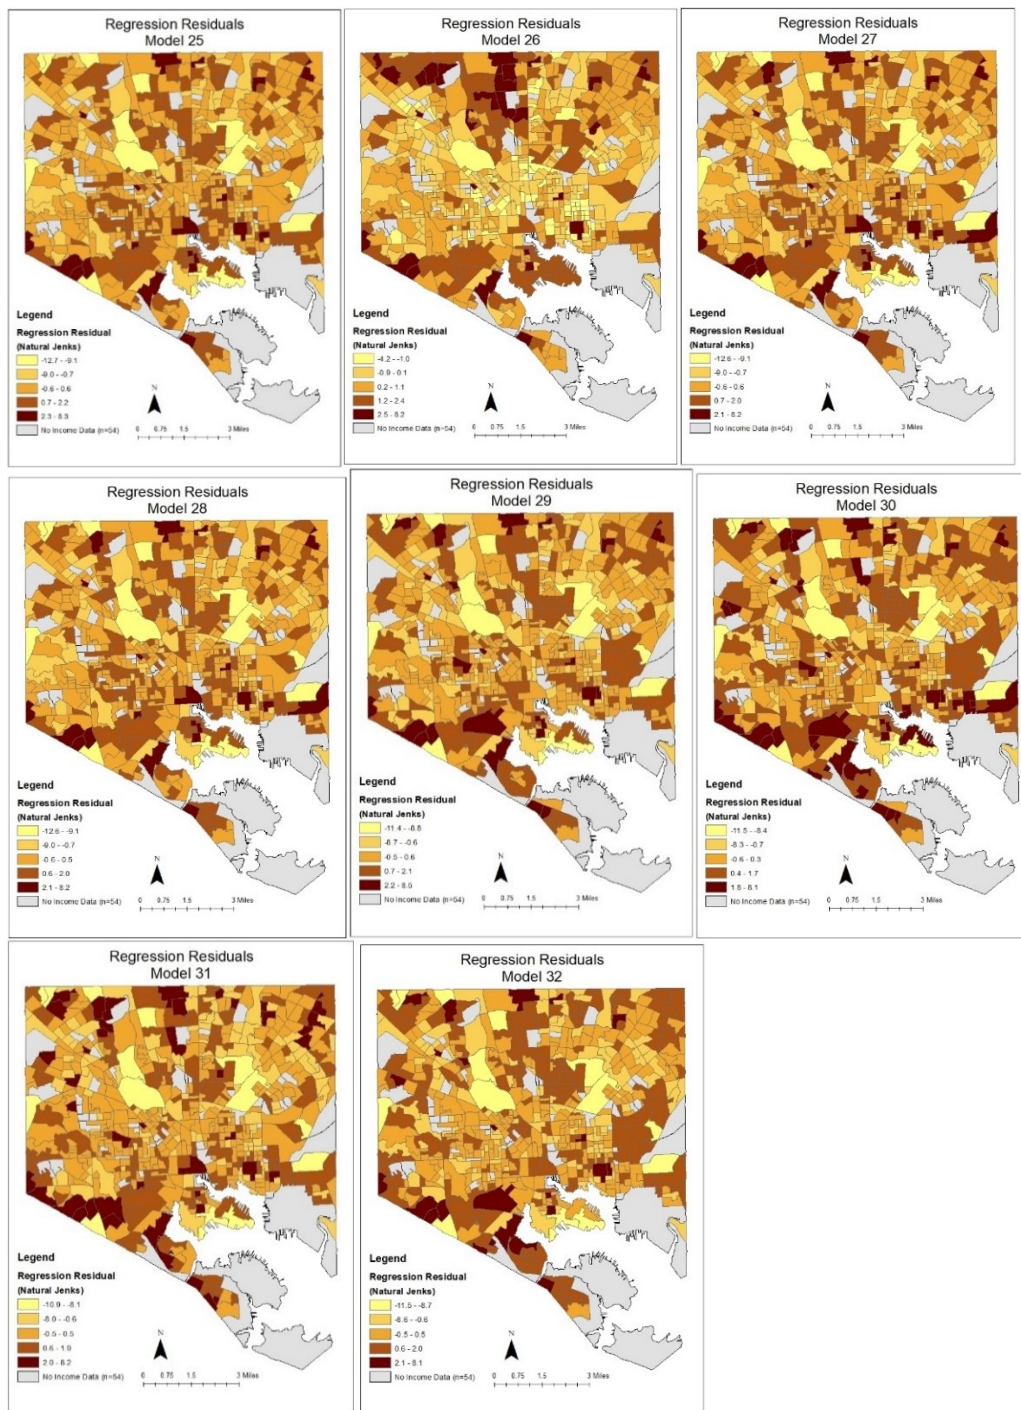 Regression Residuals
Model 25
Legend
Regression Residual
(Natural Jenks)
-12.7 - -9.1
-9.0 - -0.7
-0.6 - 0.6
0.7 - 2.2
2.3 - 8.3
No Income Data (n=54)
N
0 0.75 1.5 3 Miles
Regression Residuals
Model 26
Legend
Regression Residual
(Natural Jenks)
-4.2 - -1.0
-0.9 - 0.1
0.2 - 1.1
1.2 - 2.4
2.5 - 8.2
No Income Data (n=54)
N
0 0.75 1.5 3 Miles
Regression Residuals
Model 27
Legend
Regression Residual
(Natural Jenks)
-12.6 - -9.1
-9.0 - -0.7
-0.6 - 0.6
0.7 - 2.0
2.1 - 8.2
No Income Data (n=54)
N
0 0.75 1.5 3 Miles
Regression Residuals
Model 28
Legend
Regression Residual
(Natural Jenks)
-12.6 - -9.1
-9.0 - -0.7
-0.6 - 0.5
0.6 - 2.0
2.1 - 8.2
No Income Data (n=54)
N
0 0.75 1.5 3 Miles
Regression Residuals
Model 29
Legend
Regression Residual
(Natural Jenks)
-11.4 - -8.8
-8.7 - -0.6
-0.5 - 0.6
0.7 - 2.1
2.2 - 8.5
No Income Data (n=54)
N
0 0.75 1.5 3 Miles
Regression Residuals
Model 30
Legend
Regression Residual
(Natural Jenks)
-11.5 - -8.4
-8.3 - -0.7
-0.6 - 0.3
0.4 - 1.7
1.8 - 8.1
No Income Data (n=54)
N
0 0.75 1.5 3 Miles
Regression Residuals
Model 31
Legend
Regression Residual
(Natural Jenks)
-10.9 - -8.1
-8.0 - -0.6
-0.5 - 0.5
0.6 - 1.9
2.0 - 8.2
No Income Data (n=54)
N
0 0.75 1.5 3 Miles
Regression Residuals
Model 32
Legend
Regression Residual
(Natural Jenks)
-11.5 - -8.7
-8.6 - -0.6
-0.5 - 0.5
0.6 - 2.0
2.1 - 8.1
No Income Data (n=54)
N
0 0.75 1.5 3 Miles